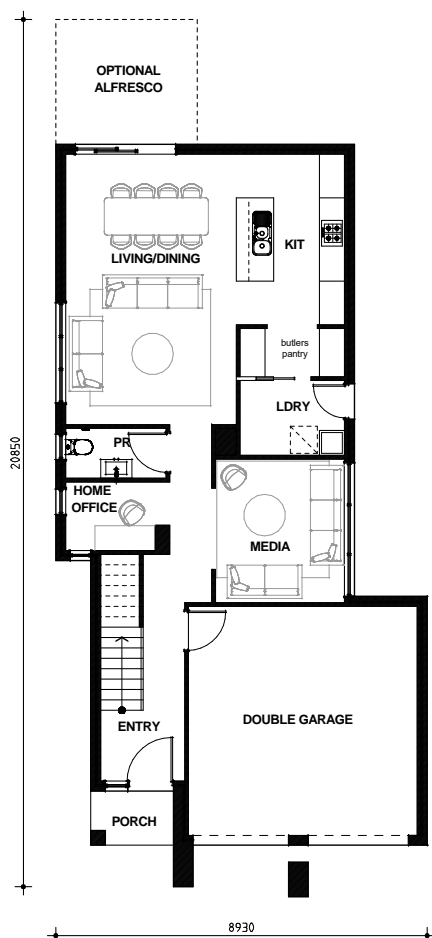 OPTIONAL
ALFRESCO
LIVING/DINING
KIT
butlers
pantry
LDRY
PR
HOME
OFFICE
MEDIA
ENTRY
DOUBLE GARAGE
PORCH
20850
8930